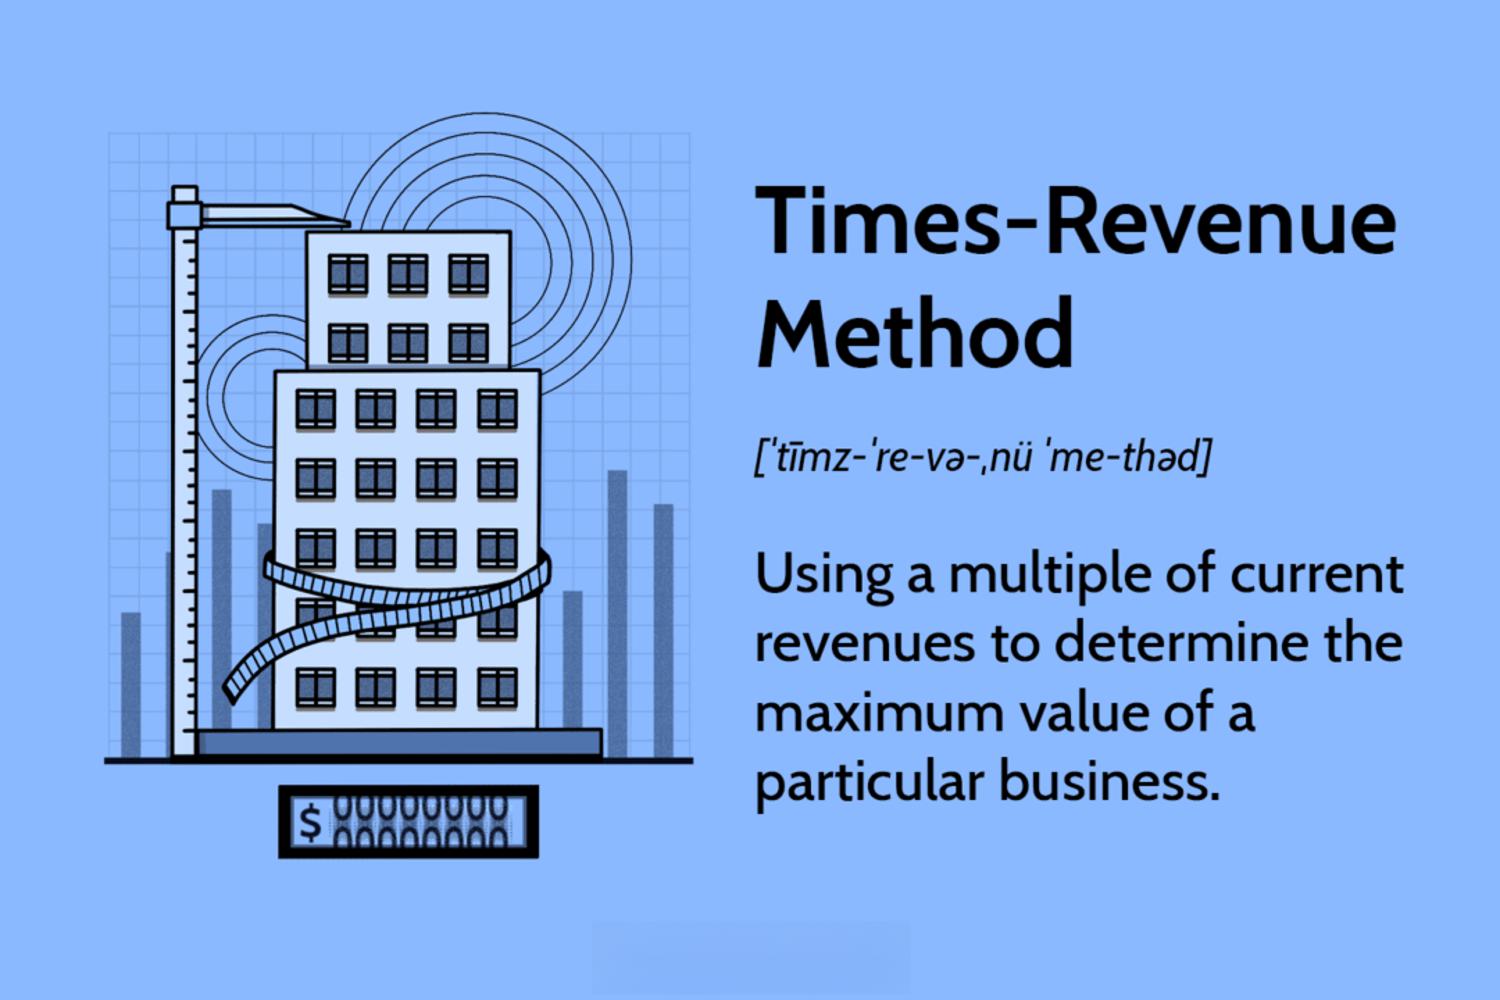 Times-Revenue
Method
[ˈtīmz-ˈre-və-ˌnü ˈme-thəd]
Using a multiple of current
revenues to determine the
maximum value of a
particular business.
$